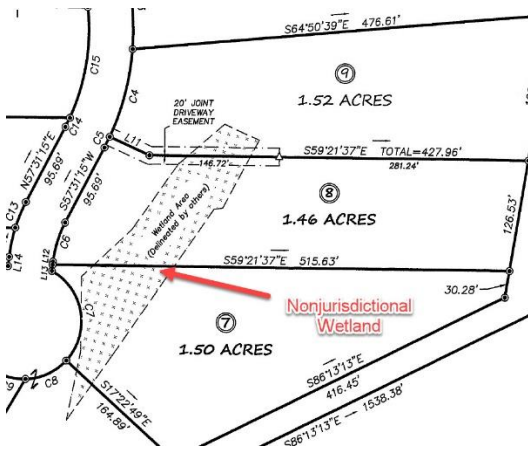 S64°50'39"E 476.61'
C15
C4
9
1.52 ACRES
20' JOINT
DRIVEWAY
EASEMENT
C14
C5
L11
S59°21'37"E TOTAL=427.96'
146.72'
281.24'
N57°31'15"E
95.69'
S57°31'15"W
95.69'
8
1.46 ACRES
Wetland Area
(Delineated by others)
126.53'
C13
C6
L14
L12
L13
S59°21'37"E 515.63'
30.28'
Nonjurisdictional
Wetland
C7
7
1.50 ACRES
S86°13'13"E
416.45'
S86°13'13"E — 1538.38'
C8
S17°22'49"E
164.89'